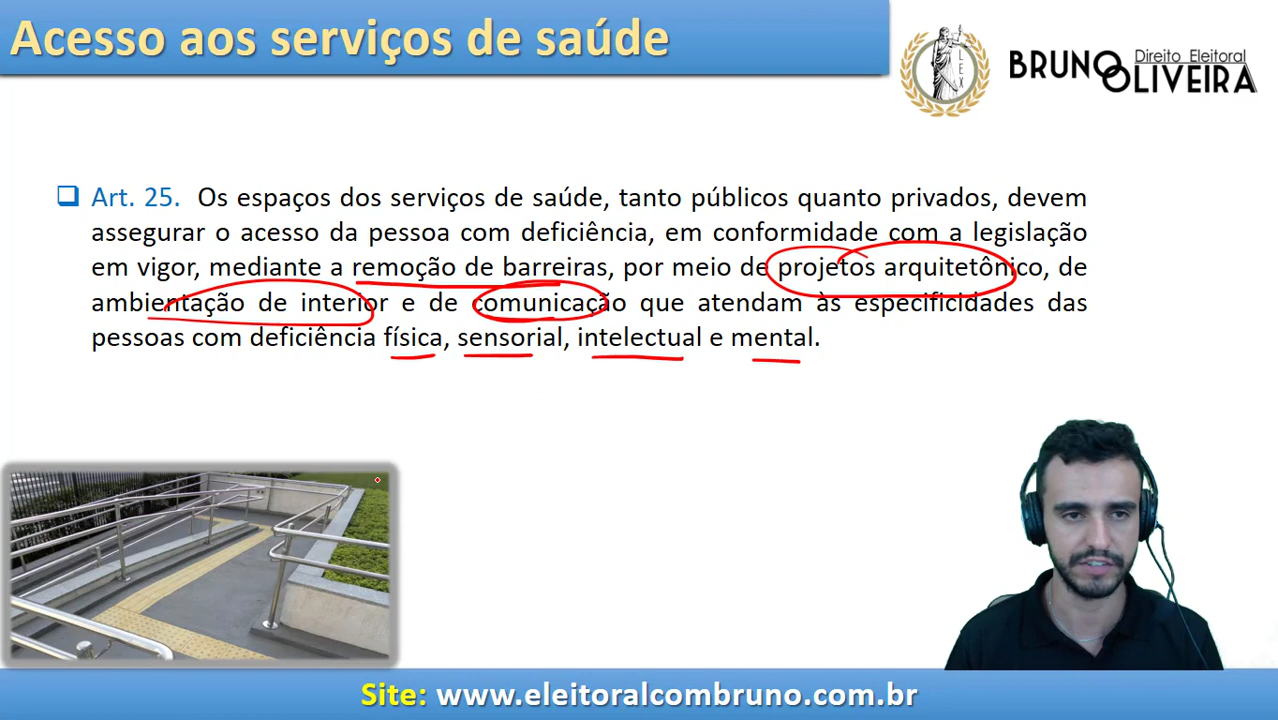 Acesso aos serviços de saúde
LEX
BRUNO OLIVEIRA
Direito Eleitoral
Art. 25. Os espaços dos serviços de saúde, tanto públicos quanto privados, devem
assegurar o acesso da pessoa com deficiência, em conformidade com a legislação
em vigor, mediante a remoção de barreiras, por meio de projetos arquitetônico, de
ambientação de interior e de comunicação que atendam às especificidades das
pessoas com deficiência física, sensorial, intelectual e mental.
Site: www.eleitoralcombruno.com.br